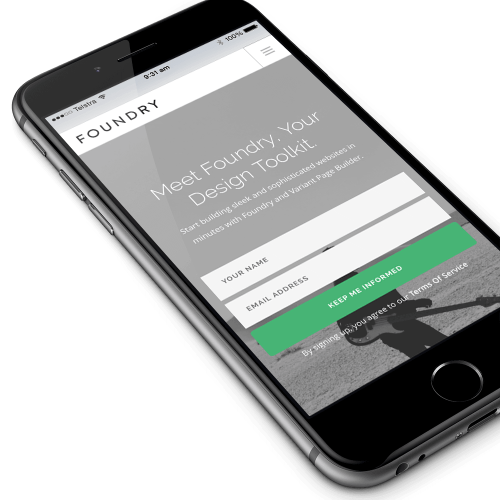 Telstra 9:31 am 100%
FOUNDRY
Meet Foundry, Your
Design Toolkit.
Start building sleek and sophisticated websites in
minutes with Foundry and Variant Page Builder.
YOUR NAME
EMAIL ADDRESS
KEEP ME INFORMED
By signing up, you agree to our Terms Of Service